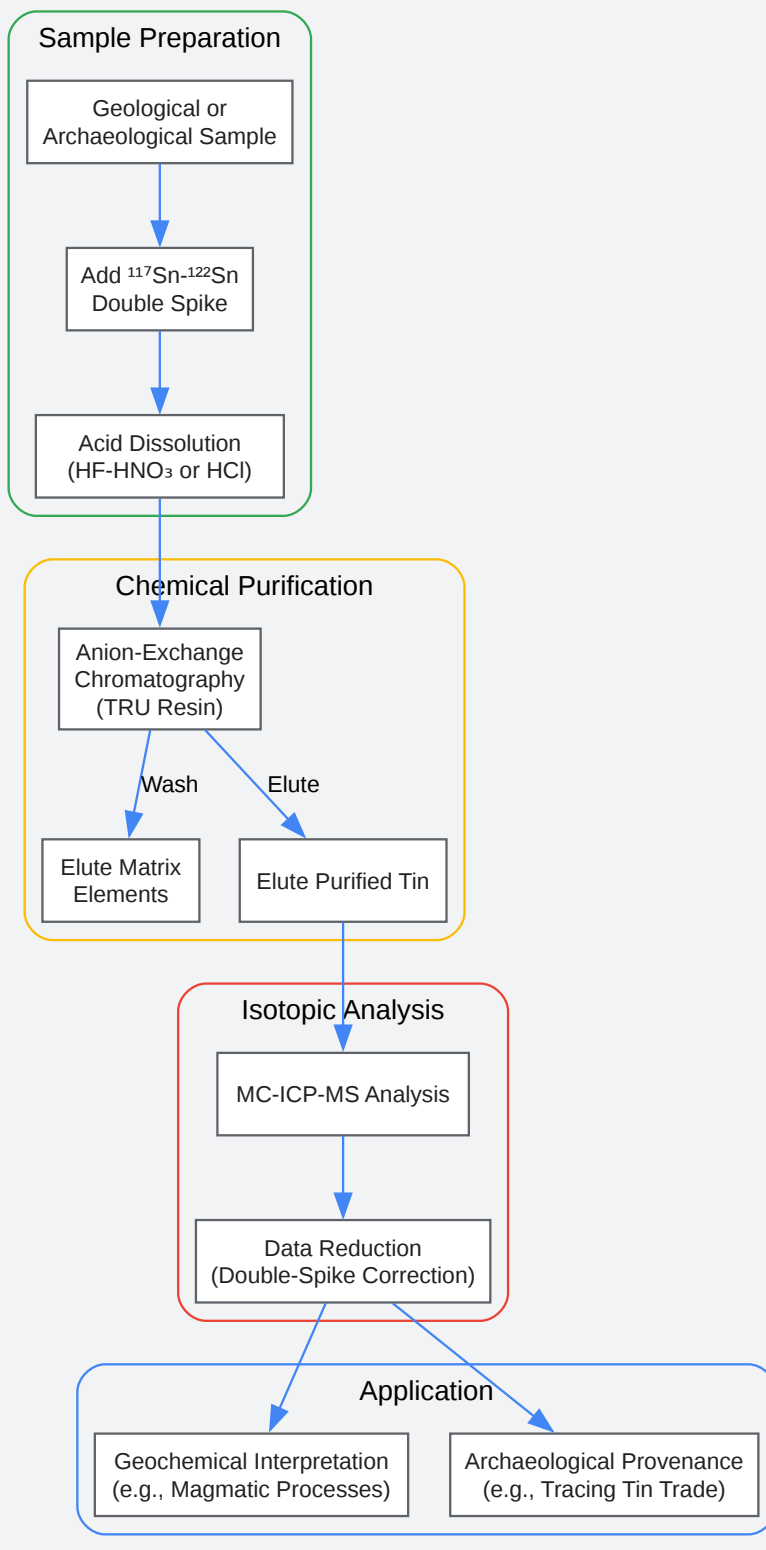 Sample Preparation
Geological or
Archaeological Sample
Add ¹¹⁷Sn-¹²²Sn
Double Spike
Acid Dissolution
(HF-HNO₃ or HCl)
Chemical Purification
Anion-Exchange
Chromatography
(TRU Resin)
Wash
Elute
Elute Matrix
Elements
Elute Purified Tin
Isotopic Analysis
MC-ICP-MS Analysis
Data Reduction
(Double-Spike Correction)
Application
Geochemical Interpretation
(e.g., Magmatic Processes)
Archaeological Provenance
(e.g., Tracing Tin Trade)